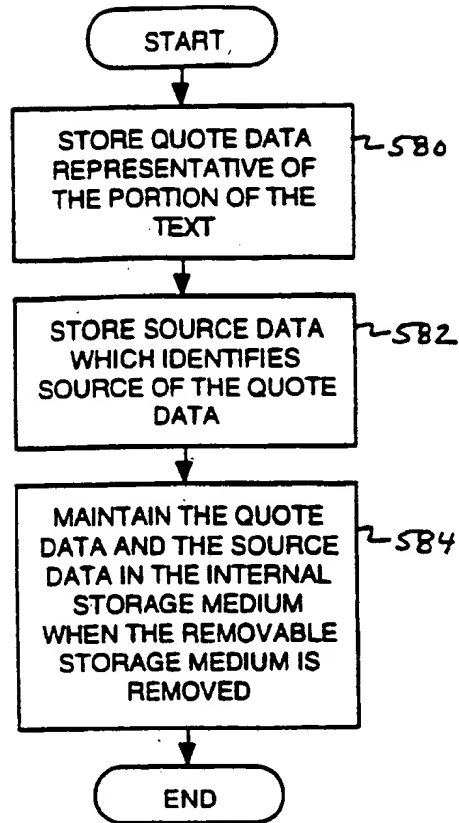 START
STORE QUOTE DATA
REPRESENTATIVE OF
THE PORTION OF THE
TEXT
580
STORE SOURCE DATA
WHICH IDENTIFIES
SOURCE OF THE QUOTE
DATA
582
MAINTAIN THE QUOTE
DATA AND THE SOURCE
DATA IN THE INTERNAL
STORAGE MEDIUM
WHEN THE REMOVABLE
STORAGE MEDIUM IS
REMOVED
584
END